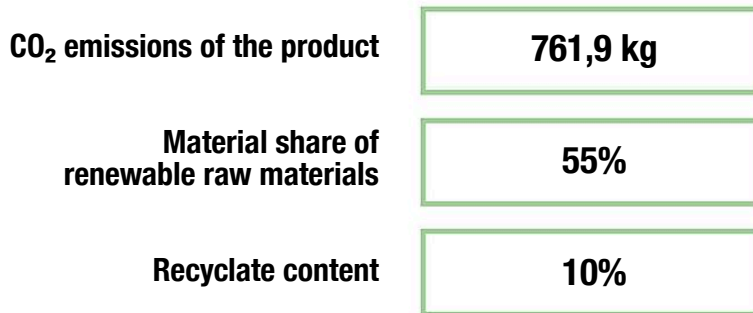 CO₂ emissions of the product
761,9 kg
Material share of
renewable raw materials
55%
Recyclate content
10%